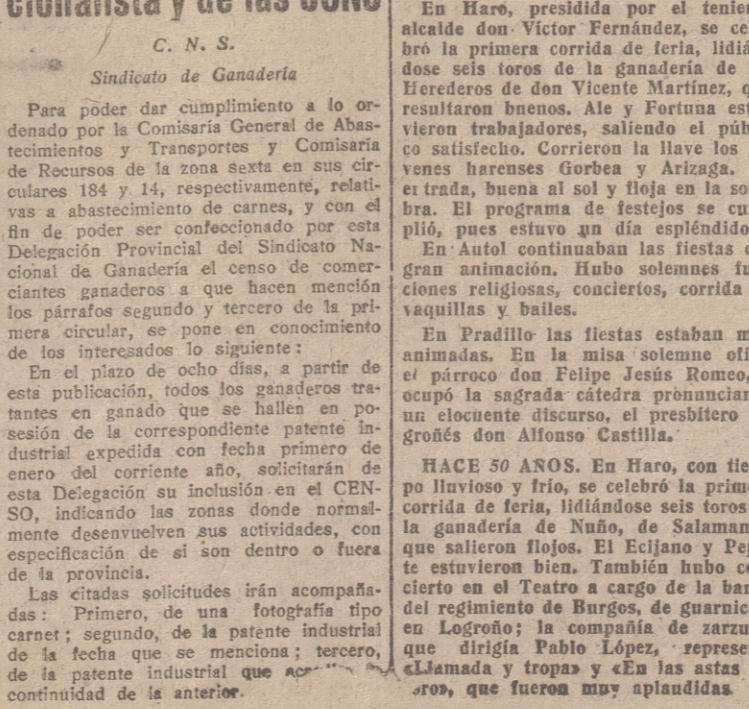 cionalista y de las
C. N. S.
Sindicato de Ganadería
Para poder dar cumplimiento a lo or-
denado por la Comisaría General de Abas-
tecimientos y Transportes y Comisaría
de Recursos de la zona sexta en sus cir-
culares 184 y 14, respectivamente, relati-
vas a abastecimiento de carnes, y con el
fin de poder ser confeccionado por esta
Delegación Provincial del Sindicato Na-
cional de Ganadería el censo de comer-
ciantes ganaderos a que hacen mención
los párrafos segundo y tercero de la pri-
mera circular, se pone en conocimiento
de los interesados lo siguiente:
En el plazo de ocho días, a partir de
esta publicación, todos los ganaderos tra-
tantes en ganado que se hallen en po-
sesión de la correspondiente patente in-
dustrial expedida con fecha primero de
enero del corriente año, solicitarán de
esta Delegación su inclusión en el CEN-
SO, indicando las zonas donde normal-
mente desenvuelven sus actividades, con
especificación de si son dentro o fuera
de la provincia.
Las citadas solicitudes irán acompaña-
das: Primero, de una fotografía tipo
carnet; segundo, de la patente industrial
de la fecha que se menciona; tercero,
de la patente industrial que
continuidad de la anterior.
En Haro, presidida por el tenien
alcalde don Víctor Fernández, se ce
bró la primera corrida de feria, lidiá
dose seis toros de la ganadería de
Herederos de don Vicente Martínez, q
resultaron bnenos. Ale y Fortuna est
vieron trabajadores, saliendo el púb
co satisfecho. Corrieron la llave los
venes harenses Gorbea y Arizaga.
ei trada, buena al sol y floja en la so
bra. El programa de festejos se cu
plió, pues estuvo un día espléndido
En Autol continuaban las fiestas c
gran animación. Hubo solemnes fu
ciones religiosas, conciertos, corrida
vaquillas y bailes.
En Pradillo las fiestas estaban m
animadas. En la misa solemne ofi
el párroco don Felipe Jesús Romeo,
ocupó la sagrada cátedra pronuncian
un elocuente discurso, el presbítero
groñés don Alfonso Castilla.
HACE 50 AÑOS. En Haro, con tie
po lluvioso y frío, se celebró la prim
corrida de feria, lidiándose seis toros
la ganadería de Nuño, de Salaman
que salieron flojos. El Ecijano y Pe
te estuvieron bien. También hubo co
cierto en el Teatro a cargo de la ban
del regimiento de Burgos, de guarnic
en Logroño; la compañía de zarzu
que dirigía Pablo López, represe
«Llamada y tropa» y «En las astas
oro», que fueron muy aplaudidas